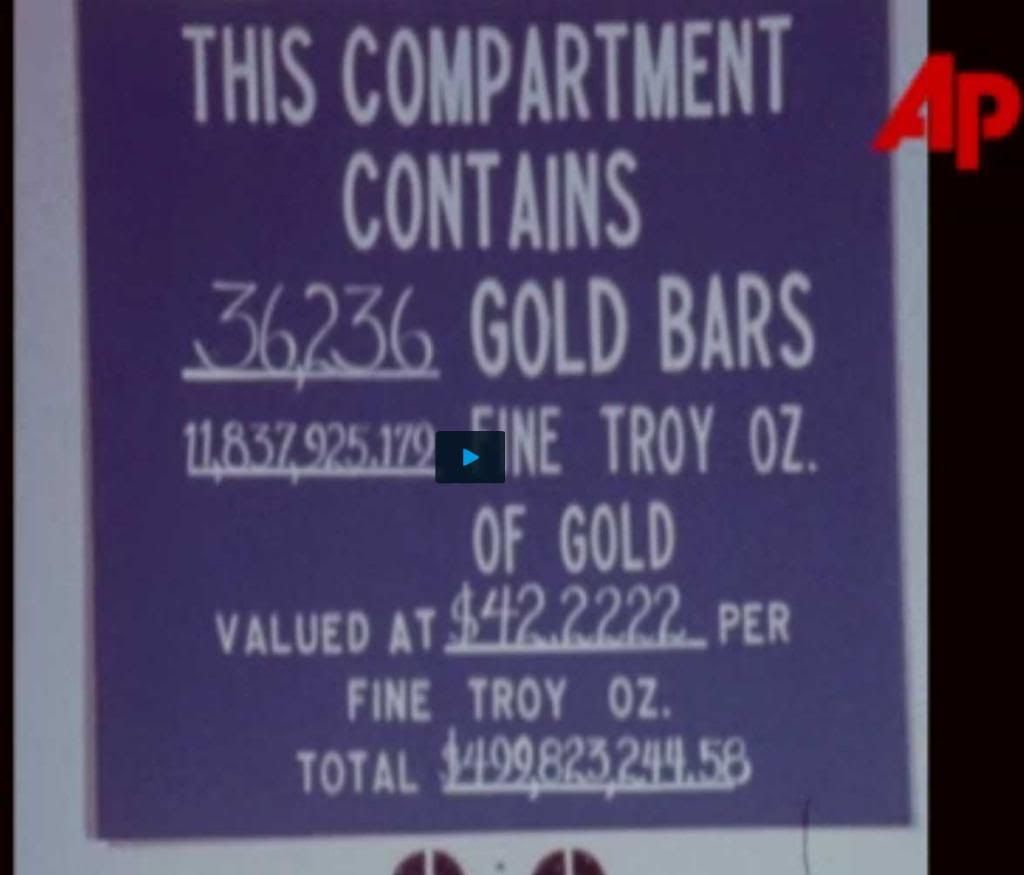 THIS COMPARTMENT
CONTAINS
36,236 GOLD BARS
11,837,925.179 FINE TROY OZ.
OF GOLD
VALUED AT $42.2222 PER
FINE TROY OZ.
TOTAL $499,823,244.58
AP